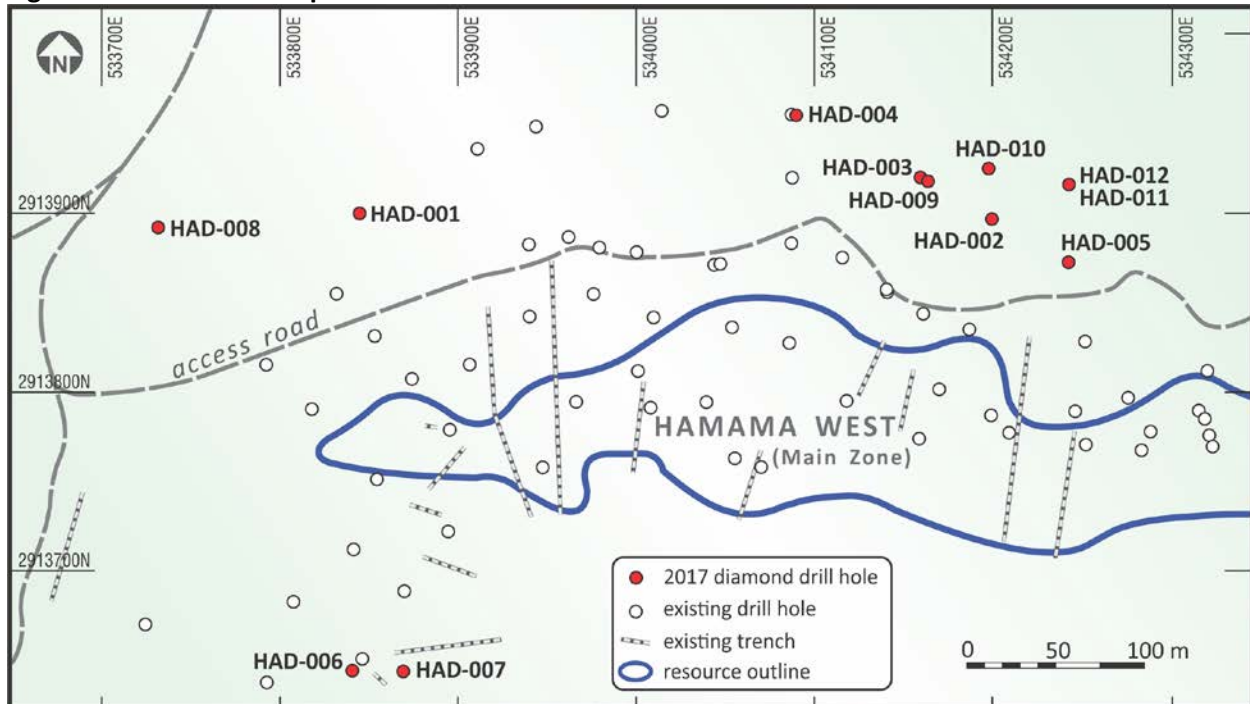 533700E
533800E
533900E
534000E
534100E
534200E
534300E
N
HAD-004
HAD-010
HAD-003
HAD-012
HAD-009
HAD-011
2913900N
HAD-008
HAD-001
HAD-002
HAD-005
access road
2913800N
HAMAMA WEST
(Main Zone)
2913700N
2017 diamond drill hole
existing drill hole
existing trench
resource outline
HAD-006
HAD-007
0 50 100 m